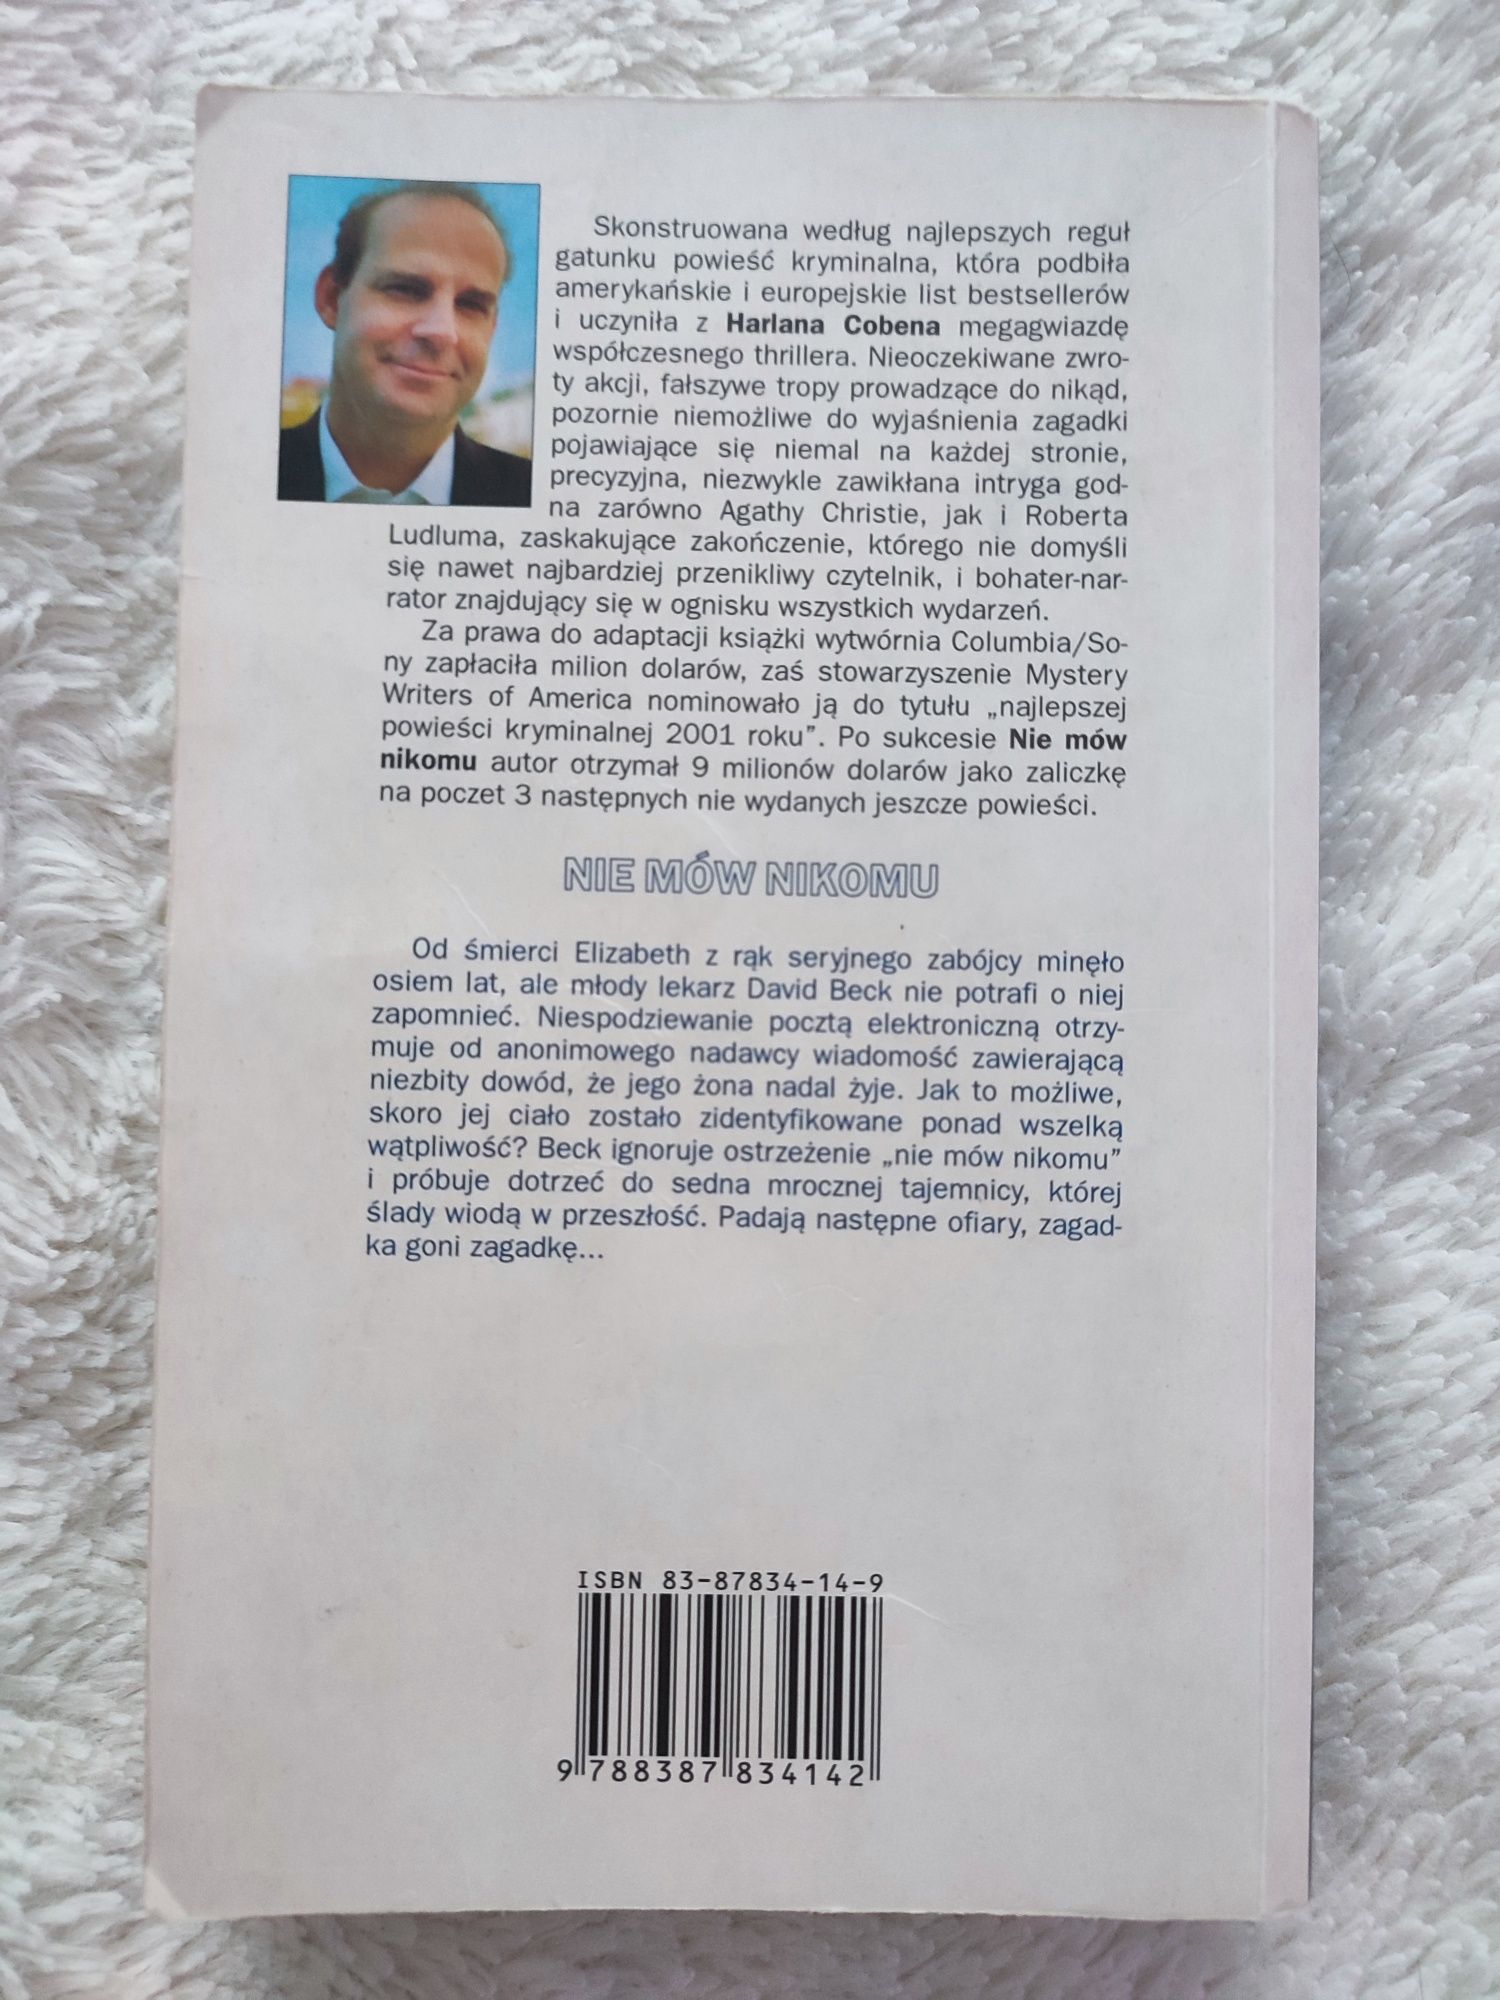 Skonstruowana według najlepszych reguł
gatunku powieść kryminalna, która podbiła
amerykańskie i europejskie list bestsellerów
i uczyniła z Harlana Cobena megagwiazdę
współczesnego thrillera. Nieoczekiwane zwro-
ty akcji, fałszywe tropy prowadzące do nikąd,
pozornie niemożliwe do wyjaśnienia zagadki
pojawiające się niemal na każdej stronie,
precyzyjna, niezwykle zawikłana intryga god-
na zarówno Agathy Christie, jak i Roberta
Ludluma, zaskakujące zakończenie, którego nie domyśli
się nawet najbardziej przenikliwy czytelnik, i bohater-nar-
rator znajdujący się w ognisku wszystkich wydarzeń.
Za prawa do adaptacji książki wytwórnia Columbia/So-
ny zapłaciła milion dolarów, zaś stowarzyszenie Mystery
Writers of America nominowało ją do tytułu „najlepszej
powieści kryminalnej 2001 roku”. Po sukcesie Nie mów
nikomu autor otrzymał 9 milionów dolarów jako zaliczkę
na poczet 3 następnych nie wydanych jeszcze powieści.
NIE MÓW NIKOMU
Od śmierci Elizabeth z rąk seryjnego zabójcy minęło
osiem lat, ale młody lekarz David Beck nie potrafi o niej
zapomnieć. Niespodziewanie pocztą elektroniczną otrzy-
muje od anonimowego nadawcy wiadomość zawierającą
niezbity dowód, że jego żona nadal żyje. Jak to możliwe,
skoro jej ciało zostało zidentyfikowane ponad wszelką
wątpliwość? Beck ignoruje ostrzeżenie „nie mów nikomu”
i próbuje dotrzeć do sedna mrocznej tajemnicy, której
ślady wiodą w przeszłość. Padają następne ofiary, zagad-
ka goni zagadkę...
ISBN 83-87834-14-9
9 788387 834142